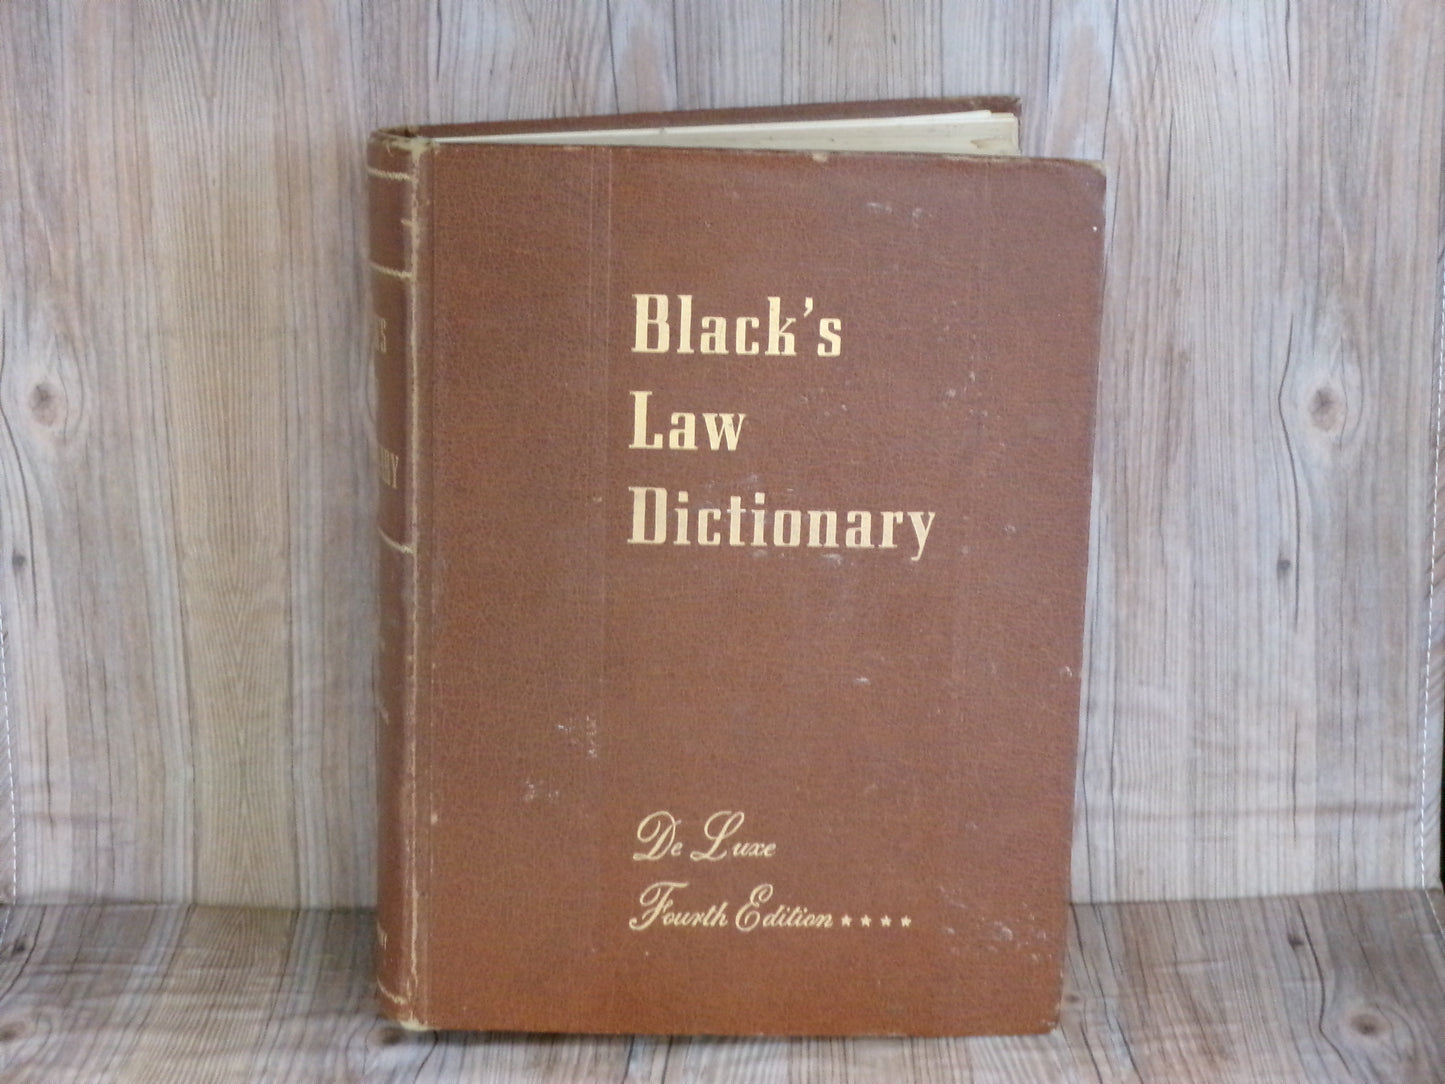 Black's
Law
Dictionary
De Luxe
Fourth Edition ★★★★